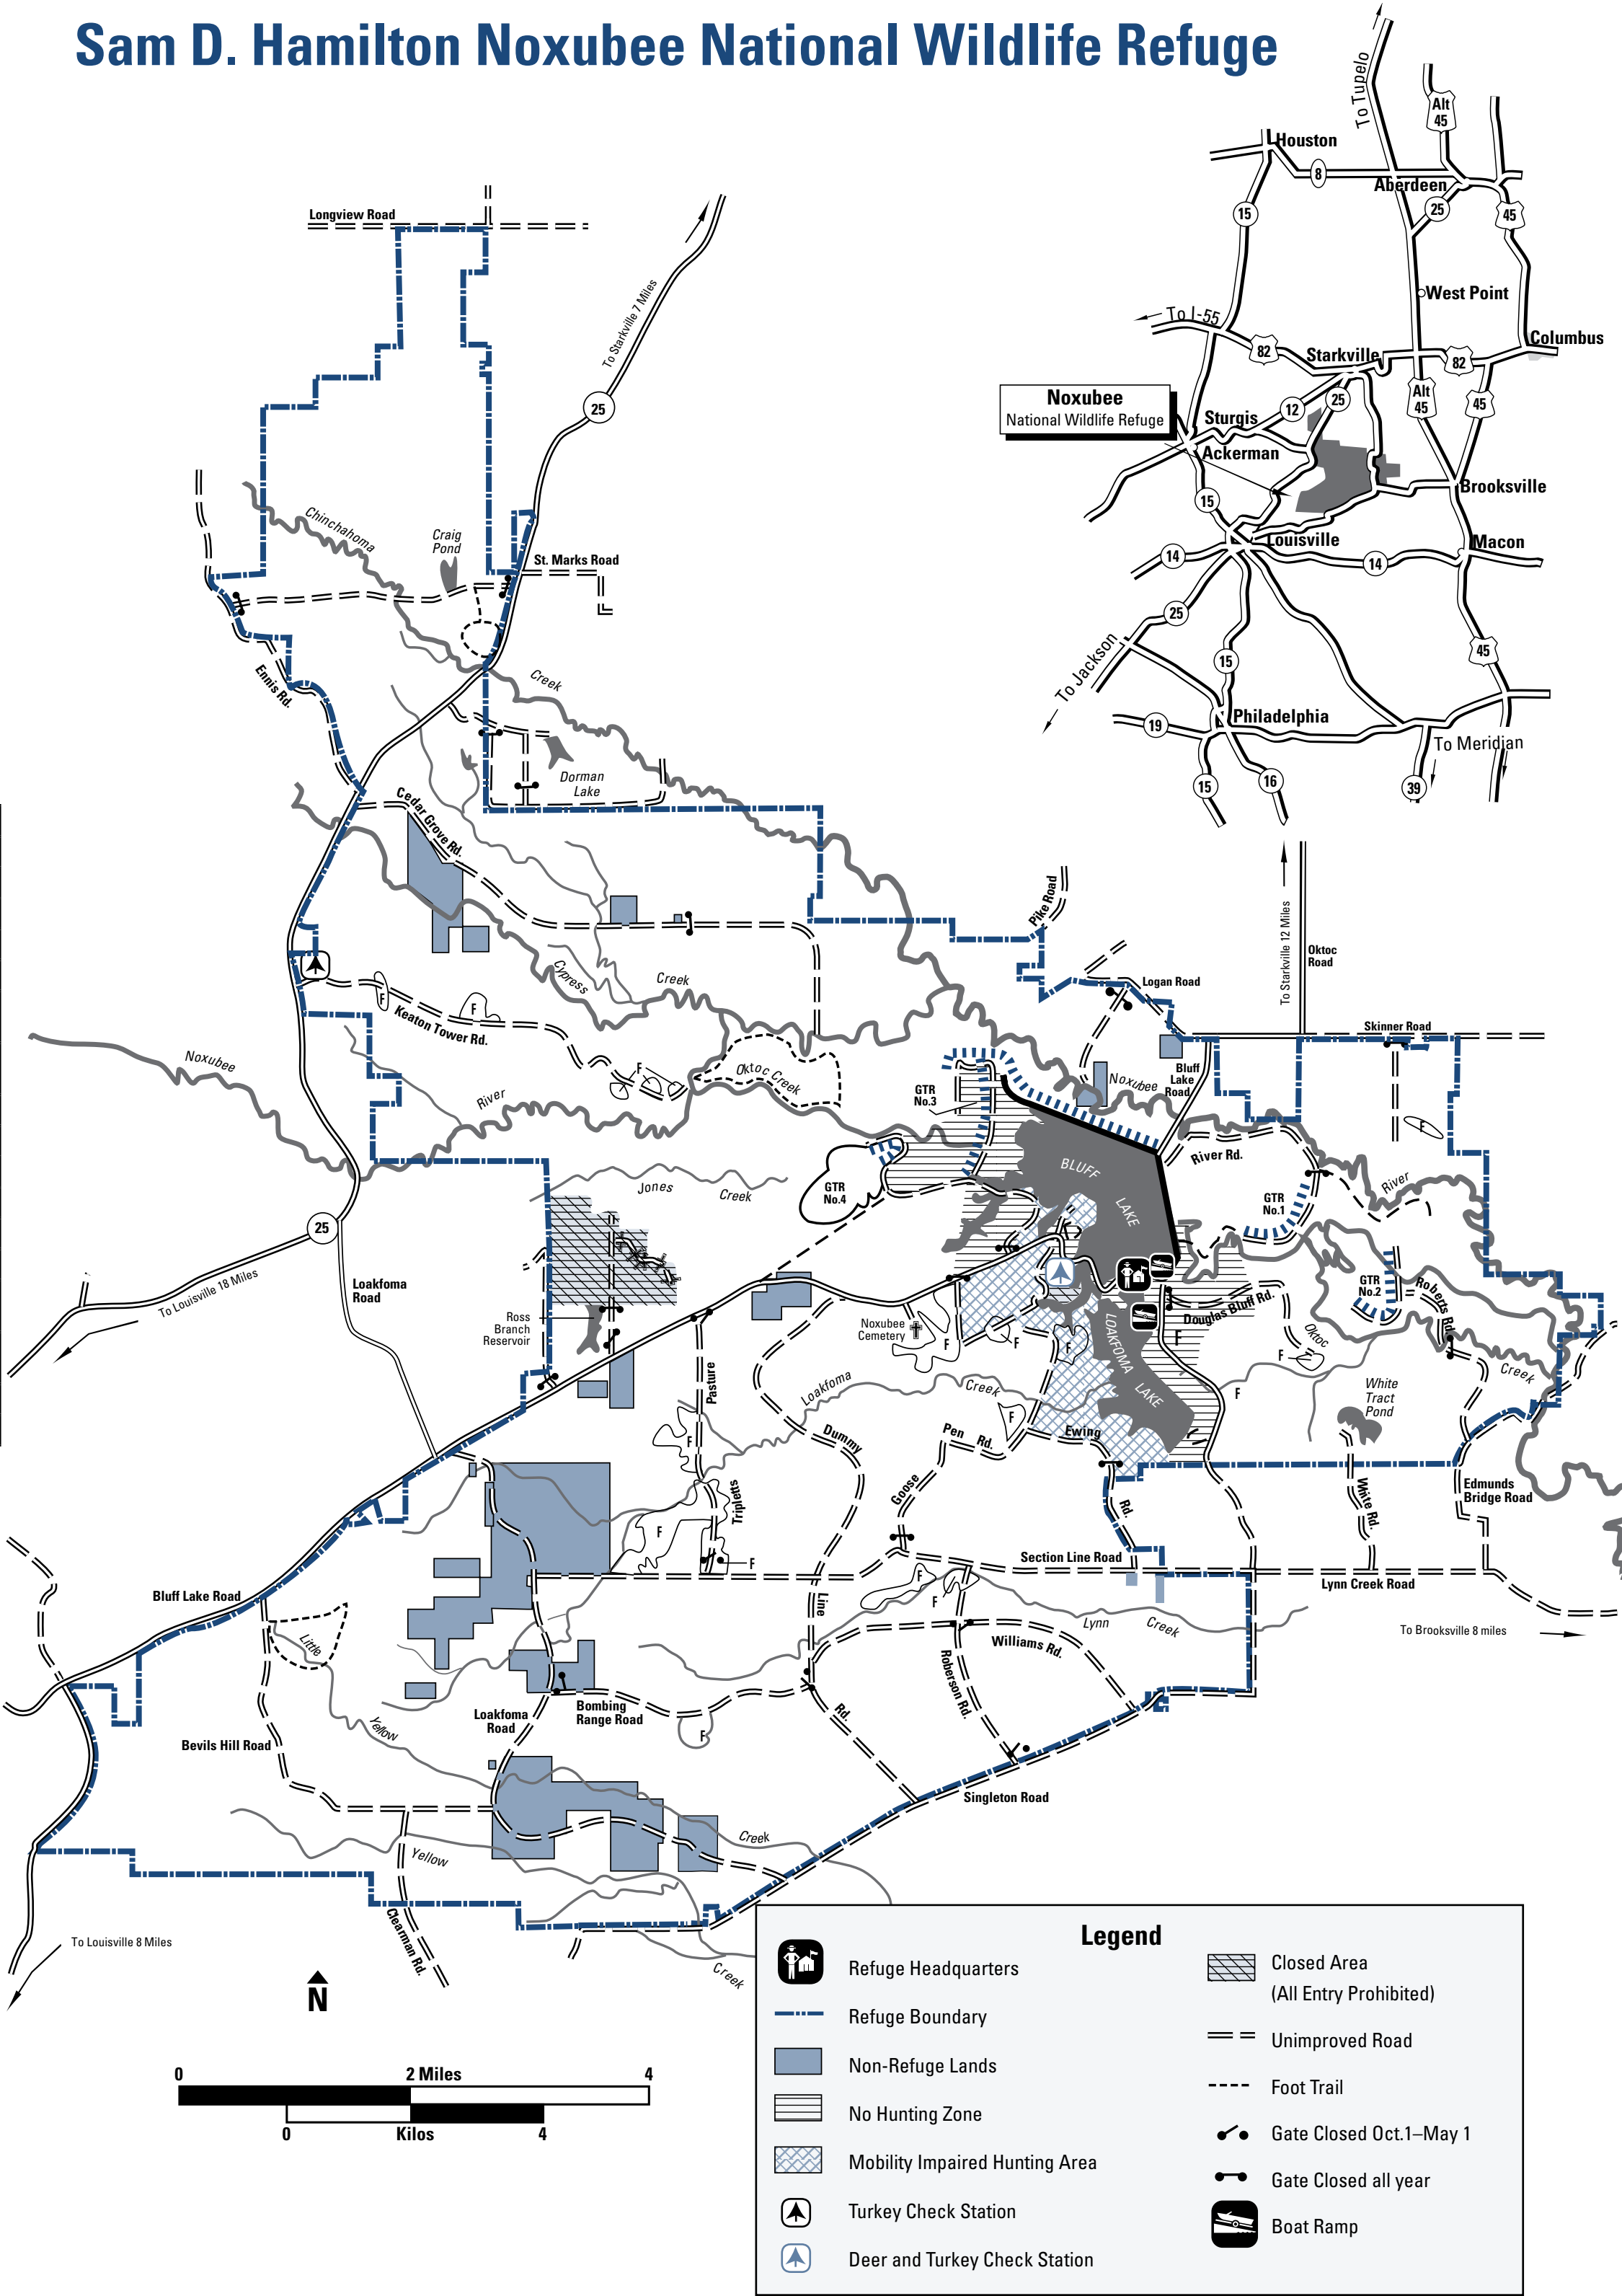 Sam D. Hamilton Noxubee National Wildlife Refuge
To Tupelo
Alt
45
Houston
8
Aberdeen
15
25
45
West Point
To I-55
82
Starkville
82
Columbus
Noxubee
National Wildlife Refuge
Alt
45
45
25
12
Sturgis
Ackerman
15
Brooksville
Louisville
Macon
14
14
25
To Jackson
15
45
19
Philadelphia
To Meridian
15
16
39
Longview Road
To Starkville 7 Miles
25
Chinchahoma
Craig
Pond
St. Marks Road
Creek
Ennis Rd.
Dorman
Lake
Cedar Grove Rd.
Pike Road
To Starkville 12 Miles
Oktoc
Road
Cypress
Creek
Logan Road
F
F
Keaton Tower Rd.
Skinner Road
Noxubee
River
F
Oktoc Creek
GTR
No.3
Noxubee
Bluff
Lake
Road
F
River Rd.
River
BLUFF
LAKE
Jones
Creek
GTR
No.4
GTR
No.1
25
To Louisville 18 Miles
Loakfoma
Road
Ross
Branch
Reservoir
Noxubee
Cemetery
F
F
F
Douglas Bluff Rd.
F
GTR
No.2
Roberts Rd.
Oktoc
F
Creek
LOAKFOMA
LAKE
Pasture
Loakfoma
Creek
F
White
Tract
Pond
F
F
Dummy
Pen Rd.
Ewing
Goose
Triplett's
F
F
Rd.
White Rd.
Edmunds
Bridge Road
Section Line Road
Lynn Creek Road
Bluff Lake Road
Line
F
F
Lynn
Creek
To Brooksville 8 miles
Little
Williams Rd.
Roberson Rd.
Yellow
Loakfoma
Road
Bombing
Range Road
Rd.
F
Bevils Hill Road
Singleton Road
Creek
Yellow
Clearman Rd.
Creek
To Louisville 8 Miles
N
0
2 Miles
4
0
Kilos
4
Legend
Refuge Headquarters
Refuge Boundary
Non-Refuge Lands
No Hunting Zone
Mobility Impaired Hunting Area
Turkey Check Station
Deer and Turkey Check Station
Closed Area
(All Entry Prohibited)
Unimproved Road
Foot Trail
Gate Closed Oct.1–May 1
Gate Closed all year
Boat Ramp